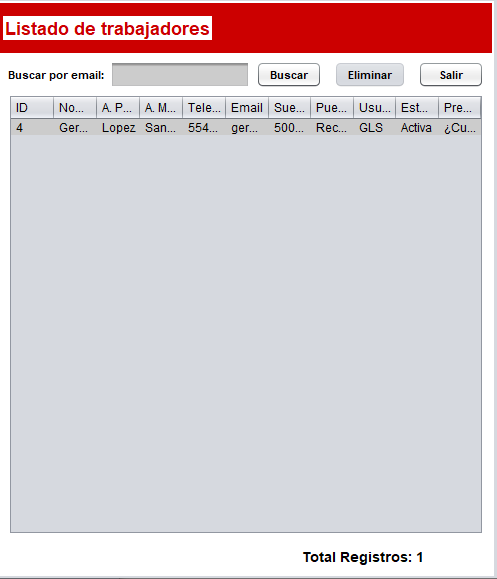 Listado de trabajadores
Buscar por email: Buscar Eliminar Salir
ID No... A. P... A. M... Tele... Email Sue... Pue... Usu... Est... Pre...
4 Ger... Lopez San... 554... ger... 500... Rec... GLS Activa ¿Cu...
Total Registros: 1